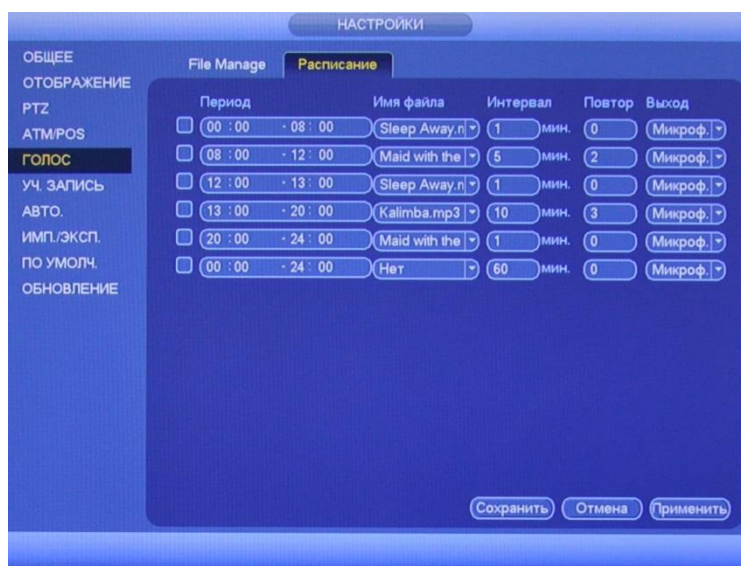 НАСТРОЙКИ
ОБЩЕЕ
ОТОБРАЖЕНИЕ
PTZ
ATM/POS
ГОЛОС
УЧ. ЗАПИСЬ
АВТО.
ИМП./ЭКСП.
ПО УМОЛЧ.
ОБНОВЛЕНИЕ
File Manage Расписание
Период Имя файла Интервал Повтор Выход
00 :00 - 08 : 00 Sleep Away.n 1 мин. 0 Микроф.
08 :00 - 12 : 00 Maid with the 5 мин. 2 Микроф.
12 :00 - 13 : 00 Sleep Away.n 1 мин. 0 Микроф.
13 :00 - 20 : 00 Kalimba.mp3 10 мин. 3 Микроф.
20 :00 - 24 : 00 Maid with the 1 мин. 0 Микроф.
00 :00 - 24 : 00 Нет 60 мин. 0 Микроф.
Сохранить Отмена Применить